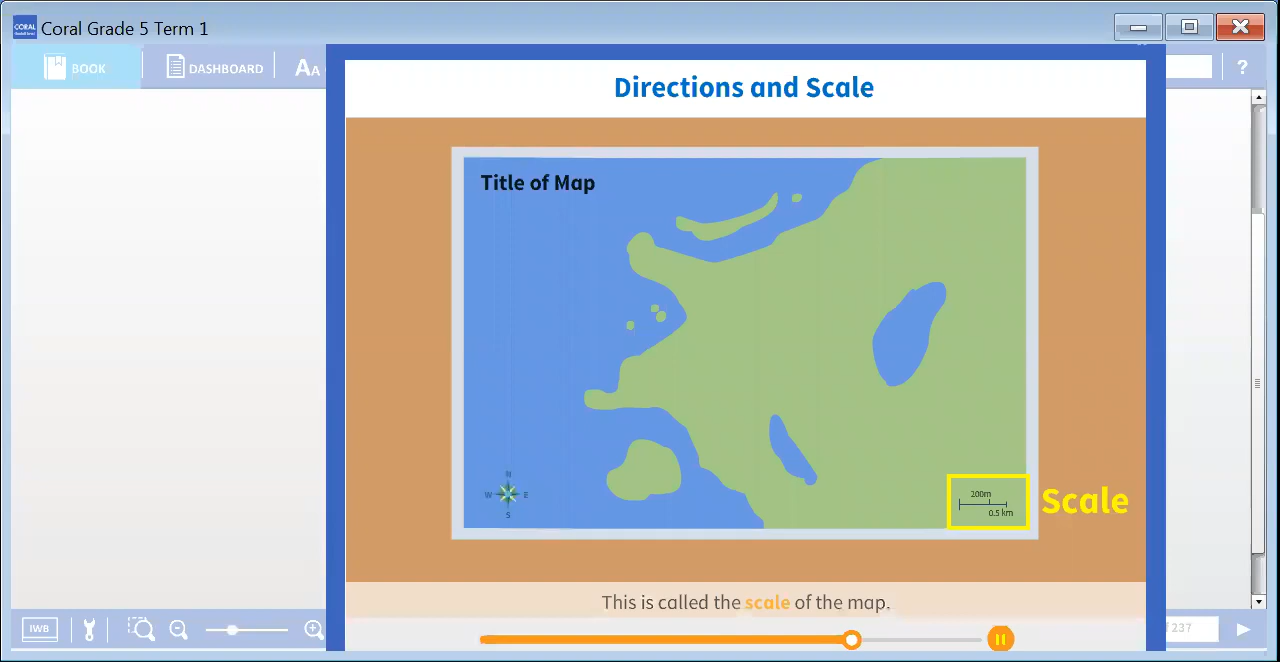 CORAL
Coral Grade 5 Term 1
BOOK
DASHBOARD
AA
?
Directions and Scale
Title of Map
N
W E
S
200m
0.5 km
Scale
This is called the scale of the map.
IWB
237